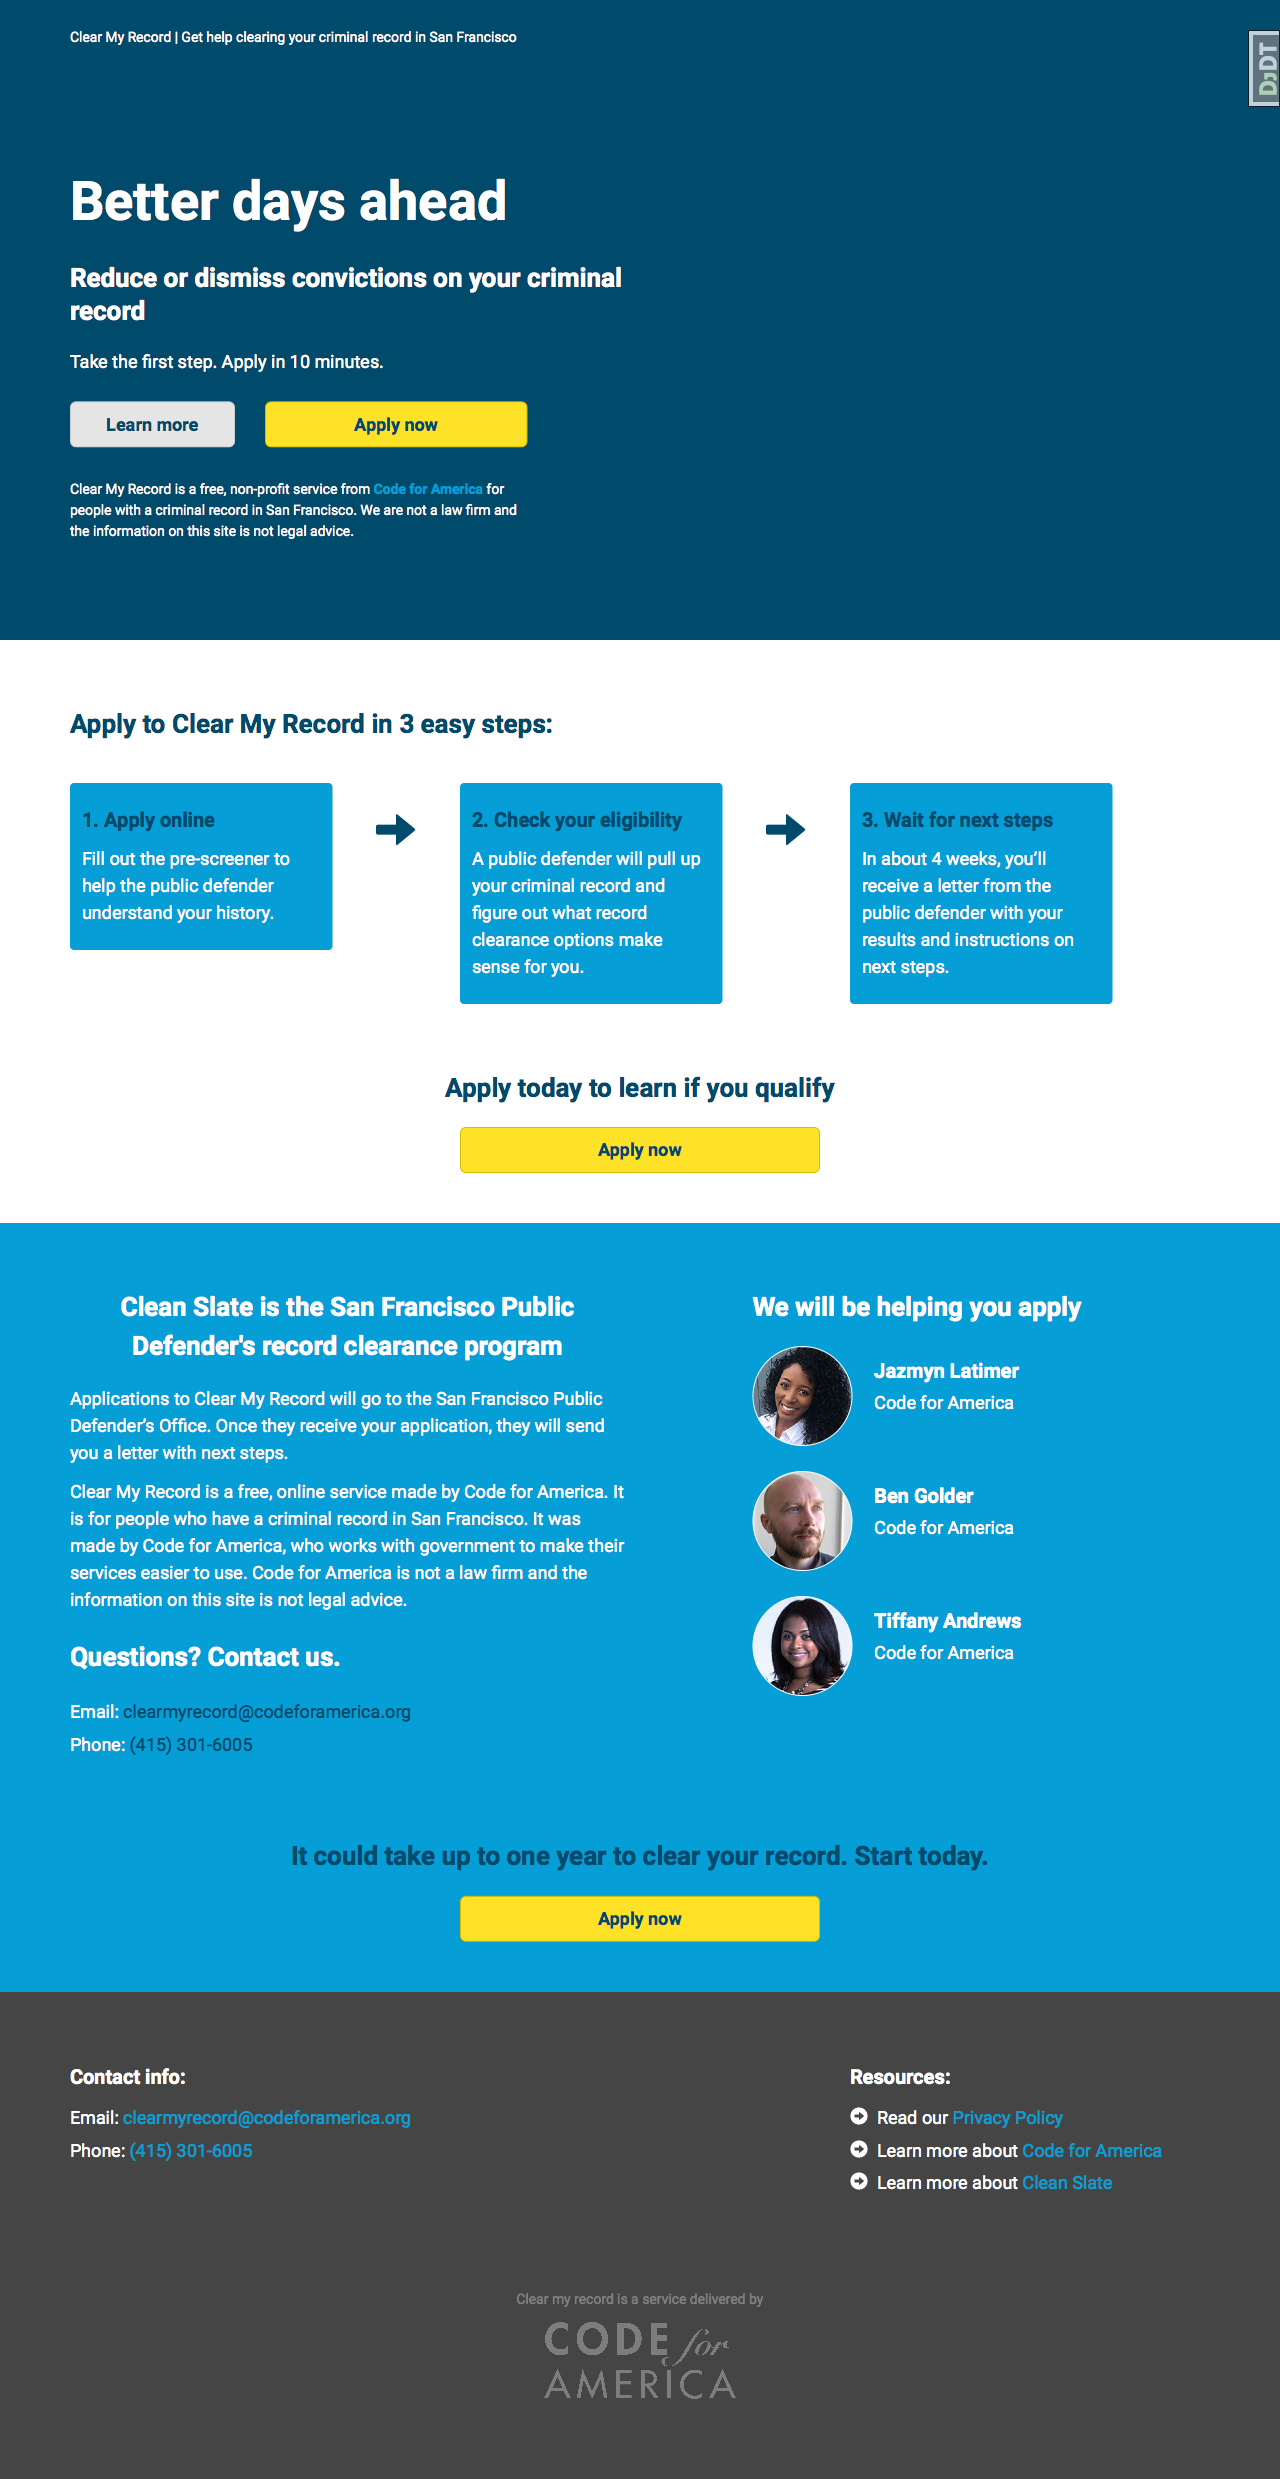 Clear My Record | Get help clearing your criminal record in San Francisco
DJDT
Better days ahead
Reduce or dismiss convictions on your criminal
record
Take the first step. Apply in 10 minutes.
Learn more
Apply now
Clear My Record is a free, non-profit service from Code for America for
people with a criminal record in San Francisco. We are not a law firm and
the information on this site is not legal advice.
Apply to Clear My Record in 3 easy steps:
1. Apply online
Fill out the pre-screener to
help the public defender
understand your history.
2. Check your eligibility
A public defender will pull up
your criminal record and
figure out what record
clearance options make
sense for you.
3. Wait for next steps
In about 4 weeks, you’ll
receive a letter from the
public defender with your
results and instructions on
next steps.
Apply today to learn if you qualify
Apply now
Clean Slate is the San Francisco Public
Defender's record clearance program
Applications to Clear My Record will go to the San Francisco Public
Defender’s Office. Once they receive your application, they will send
you a letter with next steps.
Clear My Record is a free, online service made by Code for America. It
is for people who have a criminal record in San Francisco. It was
made by Code for America, who works with government to make their
services easier to use. Code for America is not a law firm and the
information on this site is not legal advice.
Questions? Contact us.
Email: clearmyrecord@codeforamerica.org
Phone: (415) 301-6005
We will be helping you apply
Jazmyn Latimer
Code for America
Ben Golder
Code for America
Tiffany Andrews
Code for America
It could take up to one year to clear your record. Start today.
Apply now
Contact info:
Email: clearmyrecord@codeforamerica.org
Phone: (415) 301-6005
Resources:
Read our Privacy Policy
Learn more about Code for America
Learn more about Clean Slate
Clear my record is a service delivered by
CODE for
AMERICA